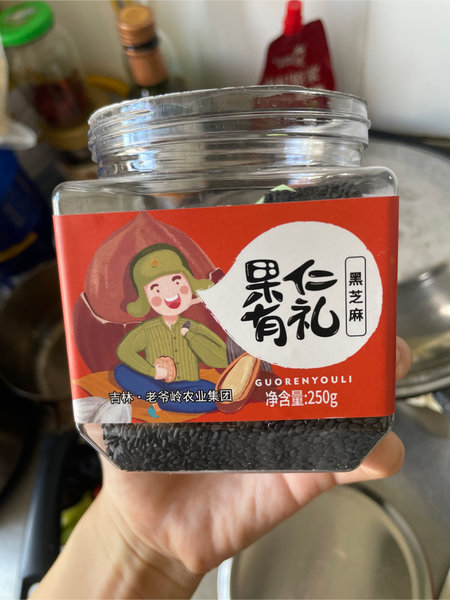 果仁
有礼
黑芝麻
GUORENYOULI
净含量:250g
吉林·老爷岭农业集团